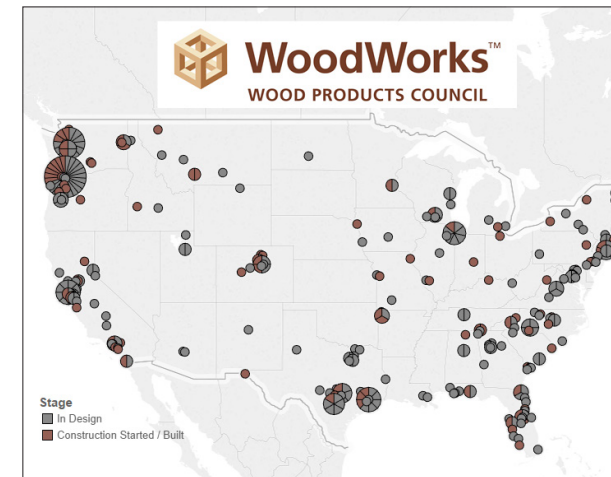 WoodWorks™
WOOD PRODUCTS COUNCIL
Stage
In Design
Construction Started / Built